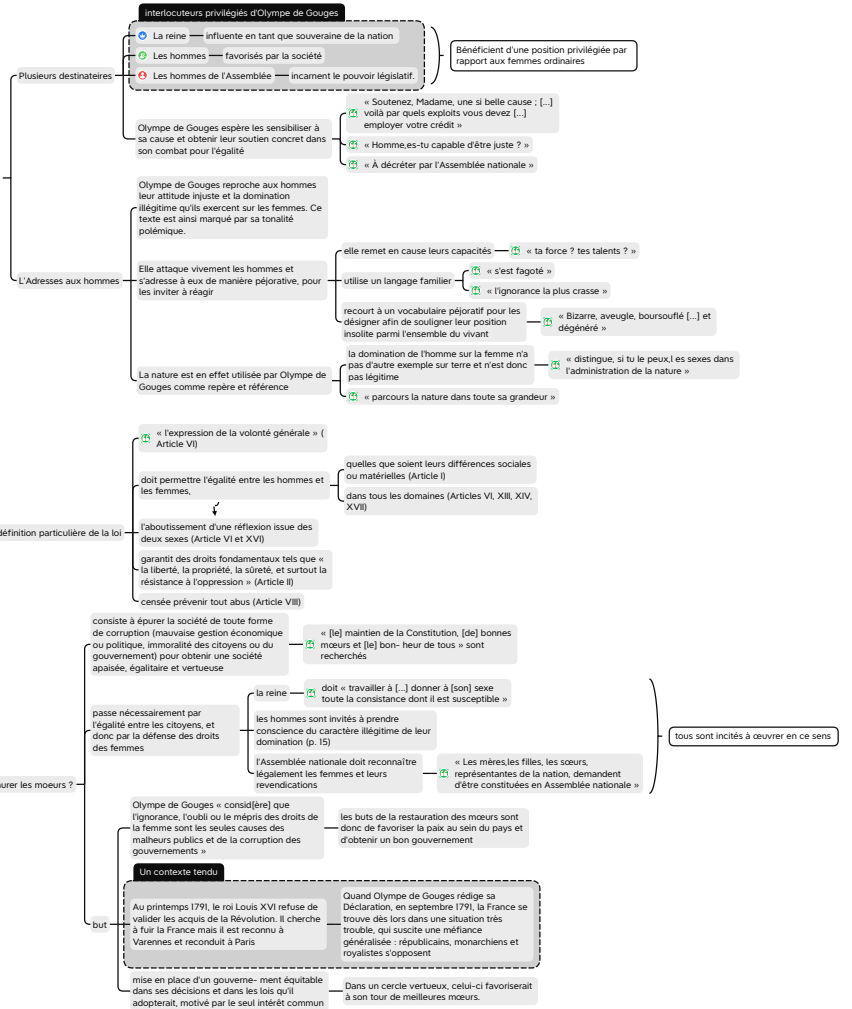 interlocuteurs privilégiés d'Olympe de Gouges
La reine
influente en tant que souveraine de la nation
Les hommes
favorisés par la société
Les hommes de l'Assemblée
incarnent le pouvoir législatif.
Bénéficient d'une position privilégiée par
rapport aux femmes ordinaires
Plusieurs destinateires
Olympe de Gouges espère les sensibiliser à
sa cause et obtenir leur soutien concret dans
son combat pour l'égalité
« Soutenez, Madame, une si belle cause ; [...]
voilà par quels exploits vous devez [...]
employer votre crédit »
« Homme,es-tu capable d'être juste ? »
« À décréter par l'Assemblée nationale »
L'Adresses aux hommes
Olympe de Gouges reproche aux hommes
leur attitude injuste et la domination
illégitime qu'ils exercent sur les femmes. Ce
texte est ainsi marqué par sa tonalité
polémique.
Elle attaque vivement les hommes et
s'adresse à eux de manière péjorative, pour
les inviter à réagir
elle remet en cause leurs capacités
« ta force ? tes talents ? »
utilise un langage familier
« s'est fagoté »
« l'ignorance la plus crasse »
recourt à un vocabulaire péjoratif pour les
désigner afin de souligner leur position
insolite parmi l'ensemble du vivant
« Bizarre, aveugle, boursouflé [...] et
dégénéré »
La nature est en effet utilisée par Olympe de
Gouges comme repère et référence
la domination de l'homme sur la femme n'a
pas d'autre exemple sur terre et n'est donc
pas légitime
« distingue, si tu le peux,l es sexes dans
l'administration de la nature »
« parcours la nature dans toute sa grandeur »
définition particulière de la loi
« l'expression de la volonté générale » (
Article VI)
doit permettre l'égalité entre les hommes et
les femmes,
quelles que soient leurs différences sociales
ou matérielles (Article I)
dans tous les domaines (Articles VI, XIII, XIV,
XVII)
l'aboutissement d'une réflexion issue des
deux sexes (Article VI et XVI)
garantit des droits fondamentaux tels que «
la liberté, la propriété, la sûreté, et surtout la
résistance à l'oppression » (Article II)
censée prévenir tout abus (Article VIII)
urer les moeurs ?
consiste à épurer la société de toute forme
de corruption (mauvaise gestion économique
ou politique, immoralité des citoyens ou du
gouvernement) pour obtenir une société
apaisée, égalitaire et vertueuse
« [le] maintien de la Constitution, [de] bonnes
mœurs et [le] bon- heur de tous » sont
recherchés
passe nécessairement par
l'égalité entre les citoyens, et
donc par la défense des droits
des femmes
la reine
doit « travailler à [...] donner à [son] sexe
toute la consistance dont il est susceptible »
les hommes sont invités à prendre
conscience du caractère illégitime de leur
domination (p. 15)
l'Assemblée nationale doit reconnaître
légalement les femmes et leurs
revendications
« Les mères,les filles, les sœurs,
représentantes de la nation, demandent
d'être constituées en Assemblée nationale »
tous sont incités à œuvrer en ce sens
but
Olympe de Gouges « consid[ère] que
l'ignorance, l'oubli ou le mépris des droits de
la femme sont les seules causes des
malheurs publics et de la corruption des
gouvernements »
les buts de la restauration des mœurs sont
donc de favoriser la paix au sein du pays et
d'obtenir un bon gouvernement
Un contexte tendu
Au printemps 1791, le roi Louis XVI refuse de
valider les acquis de la Révolution. Il cherche
à fuir la France mais il est reconnu à
Varennes et reconduit à Paris
Quand Olympe de Gouges rédige sa
Déclaration, en septembre 1791, la France se
trouve dès lors dans une situation très
trouble, qui suscite une méfiance
généralisée : républicains, monarchiens et
royalistes s'opposent
mise en place d'un gouverne- ment équitable
dans ses décisions et dans les lois qu'il
adopterait, motivé par le seul intérêt commun
Dans un cercle vertueux, celui-ci favoriserait
à son tour de meilleures mœurs.